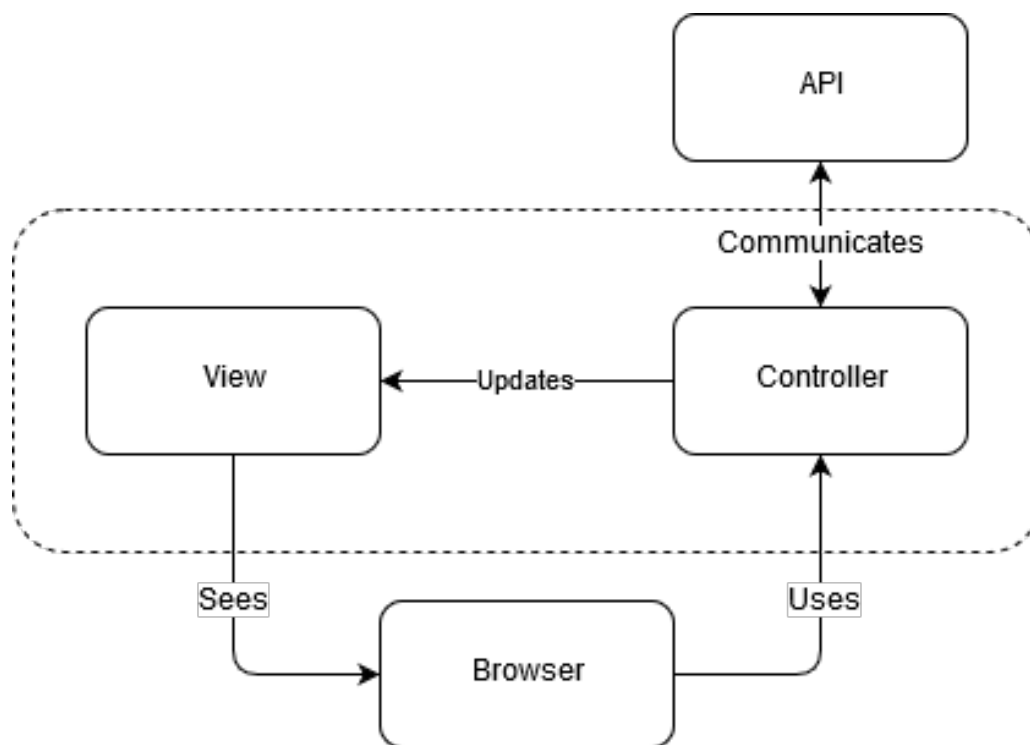 API
Communicates
View
Updates
Controller
Sees
Uses
Browser